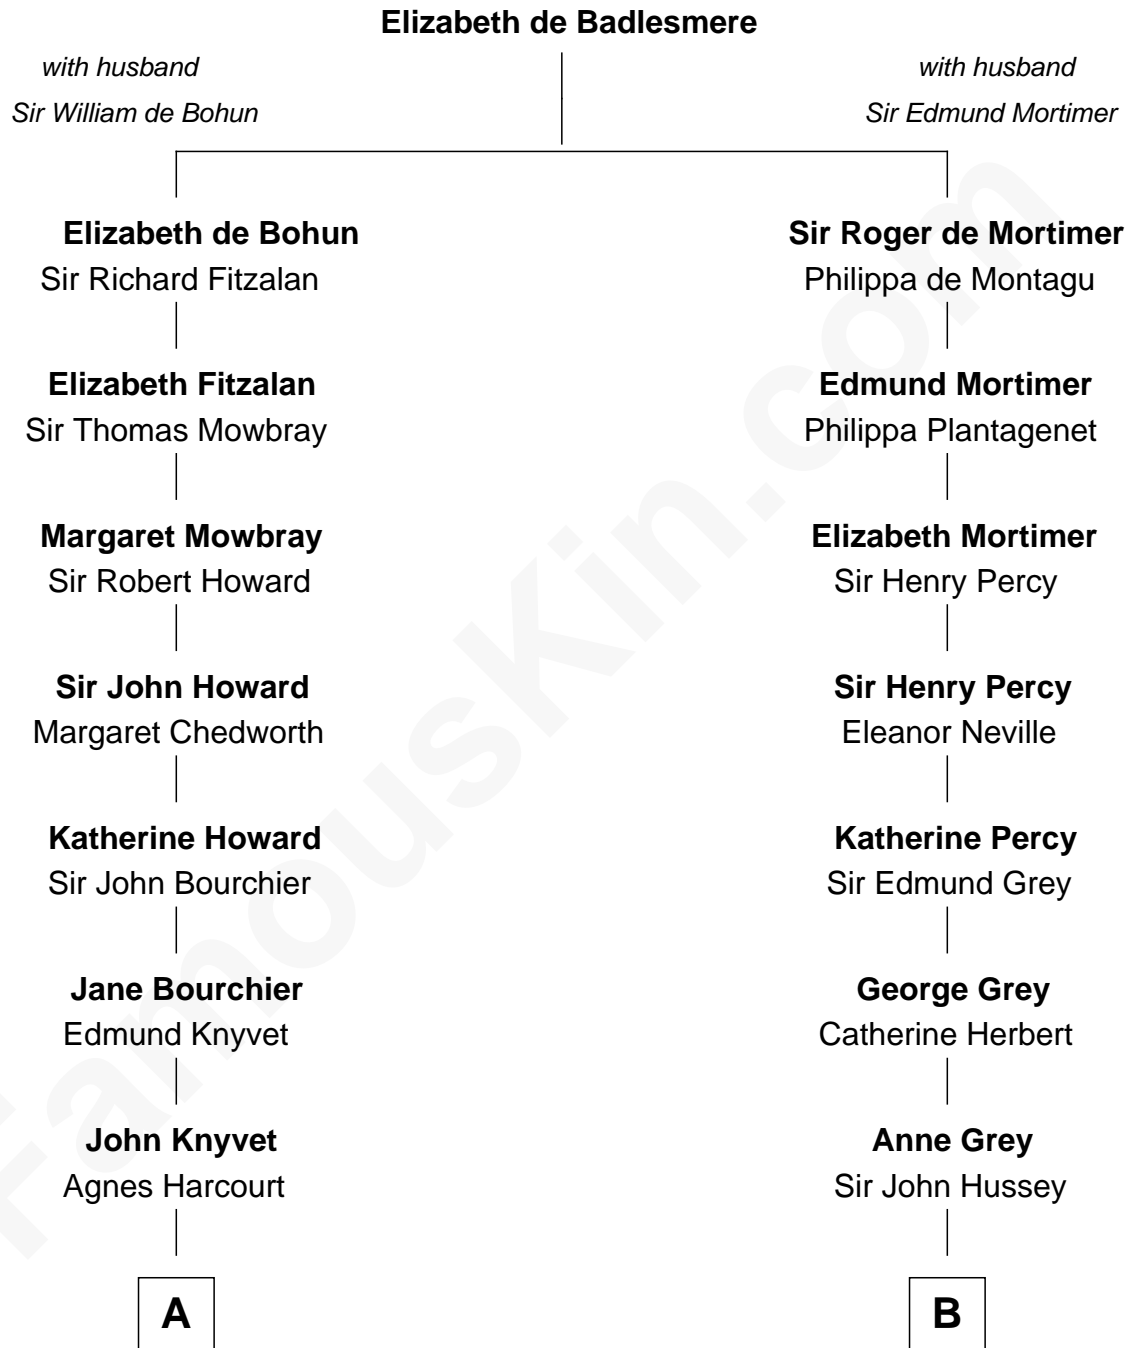 Elizabeth de Badlesmere
with husband
Sir William de Bohun
with husband
Sir Edmund Mortimer
Elizabeth de Bohun
Sir Richard Fitzalan
Sir Roger de Mortimer
Philippa de Montagu
Elizabeth Fitzalan
Sir Thomas Mowbray
Edmund Mortimer
Philippa Plantagenet
Margaret Mowbray
Sir Robert Howard
Elizabeth Mortimer
Sir Henry Percy
Sir John Howard
Margaret Chedworth
Sir Henry Percy
Eleanor Neville
Katherine Howard
Sir John Bourchier
Katherine Percy
Sir Edmund Grey
Jane Bourchier
Edmund Knyvet
George Grey
Catherine Herbert
John Knyvet
Agnes Harcourt
Anne Grey
Sir John Hussey
A
B
FamousKin.com